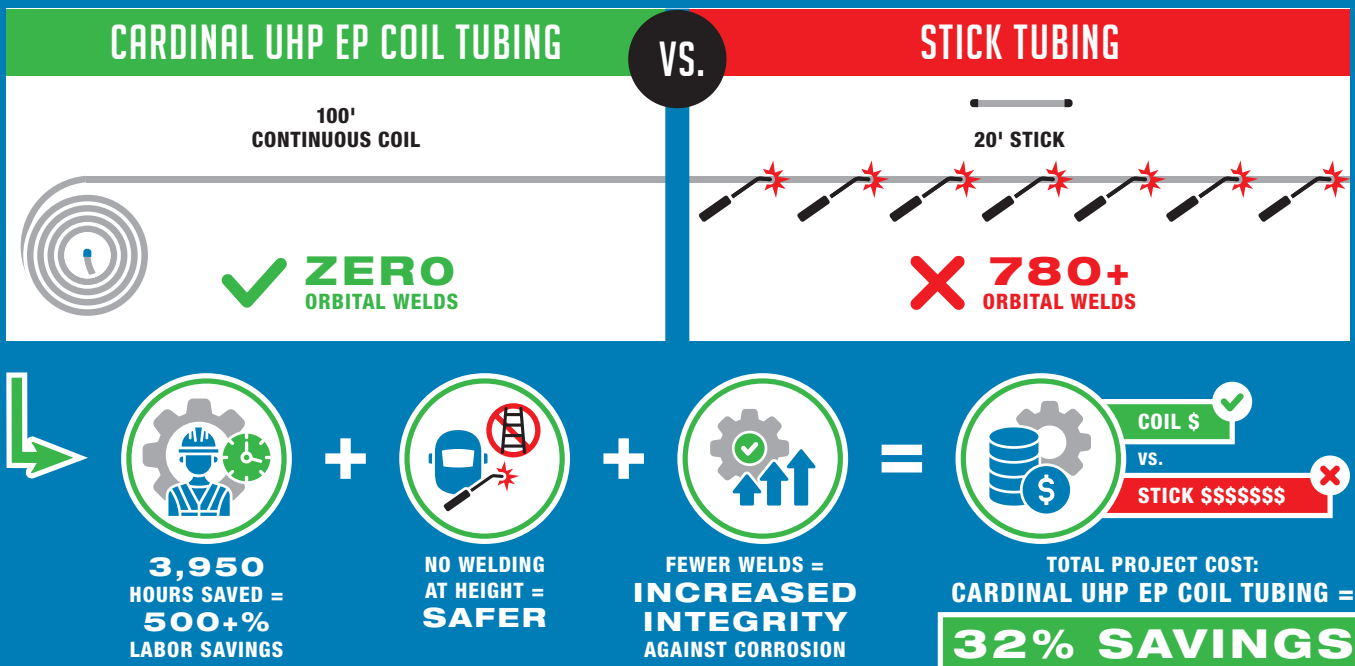 CARDINAL UHP EP COIL TUBING
VS.
STICK TUBING
100'
CONTINUOUS COIL
ZERO
ORBITAL WELDS
20' STICK
780+
ORBITAL WELDS
3,950
HOURS SAVED =
500+%
LABOR SAVINGS
+
NO WELDING
AT HEIGHT =
SAFER
+
FEWER WELDS =
INCREASED
INTEGRITY
AGAINST CORROSION
=
$
COIL $
VS.
STICK $$$$$$$
TOTAL PROJECT COST:
CARDINAL UHP EP COIL TUBING =
32% SAVINGS